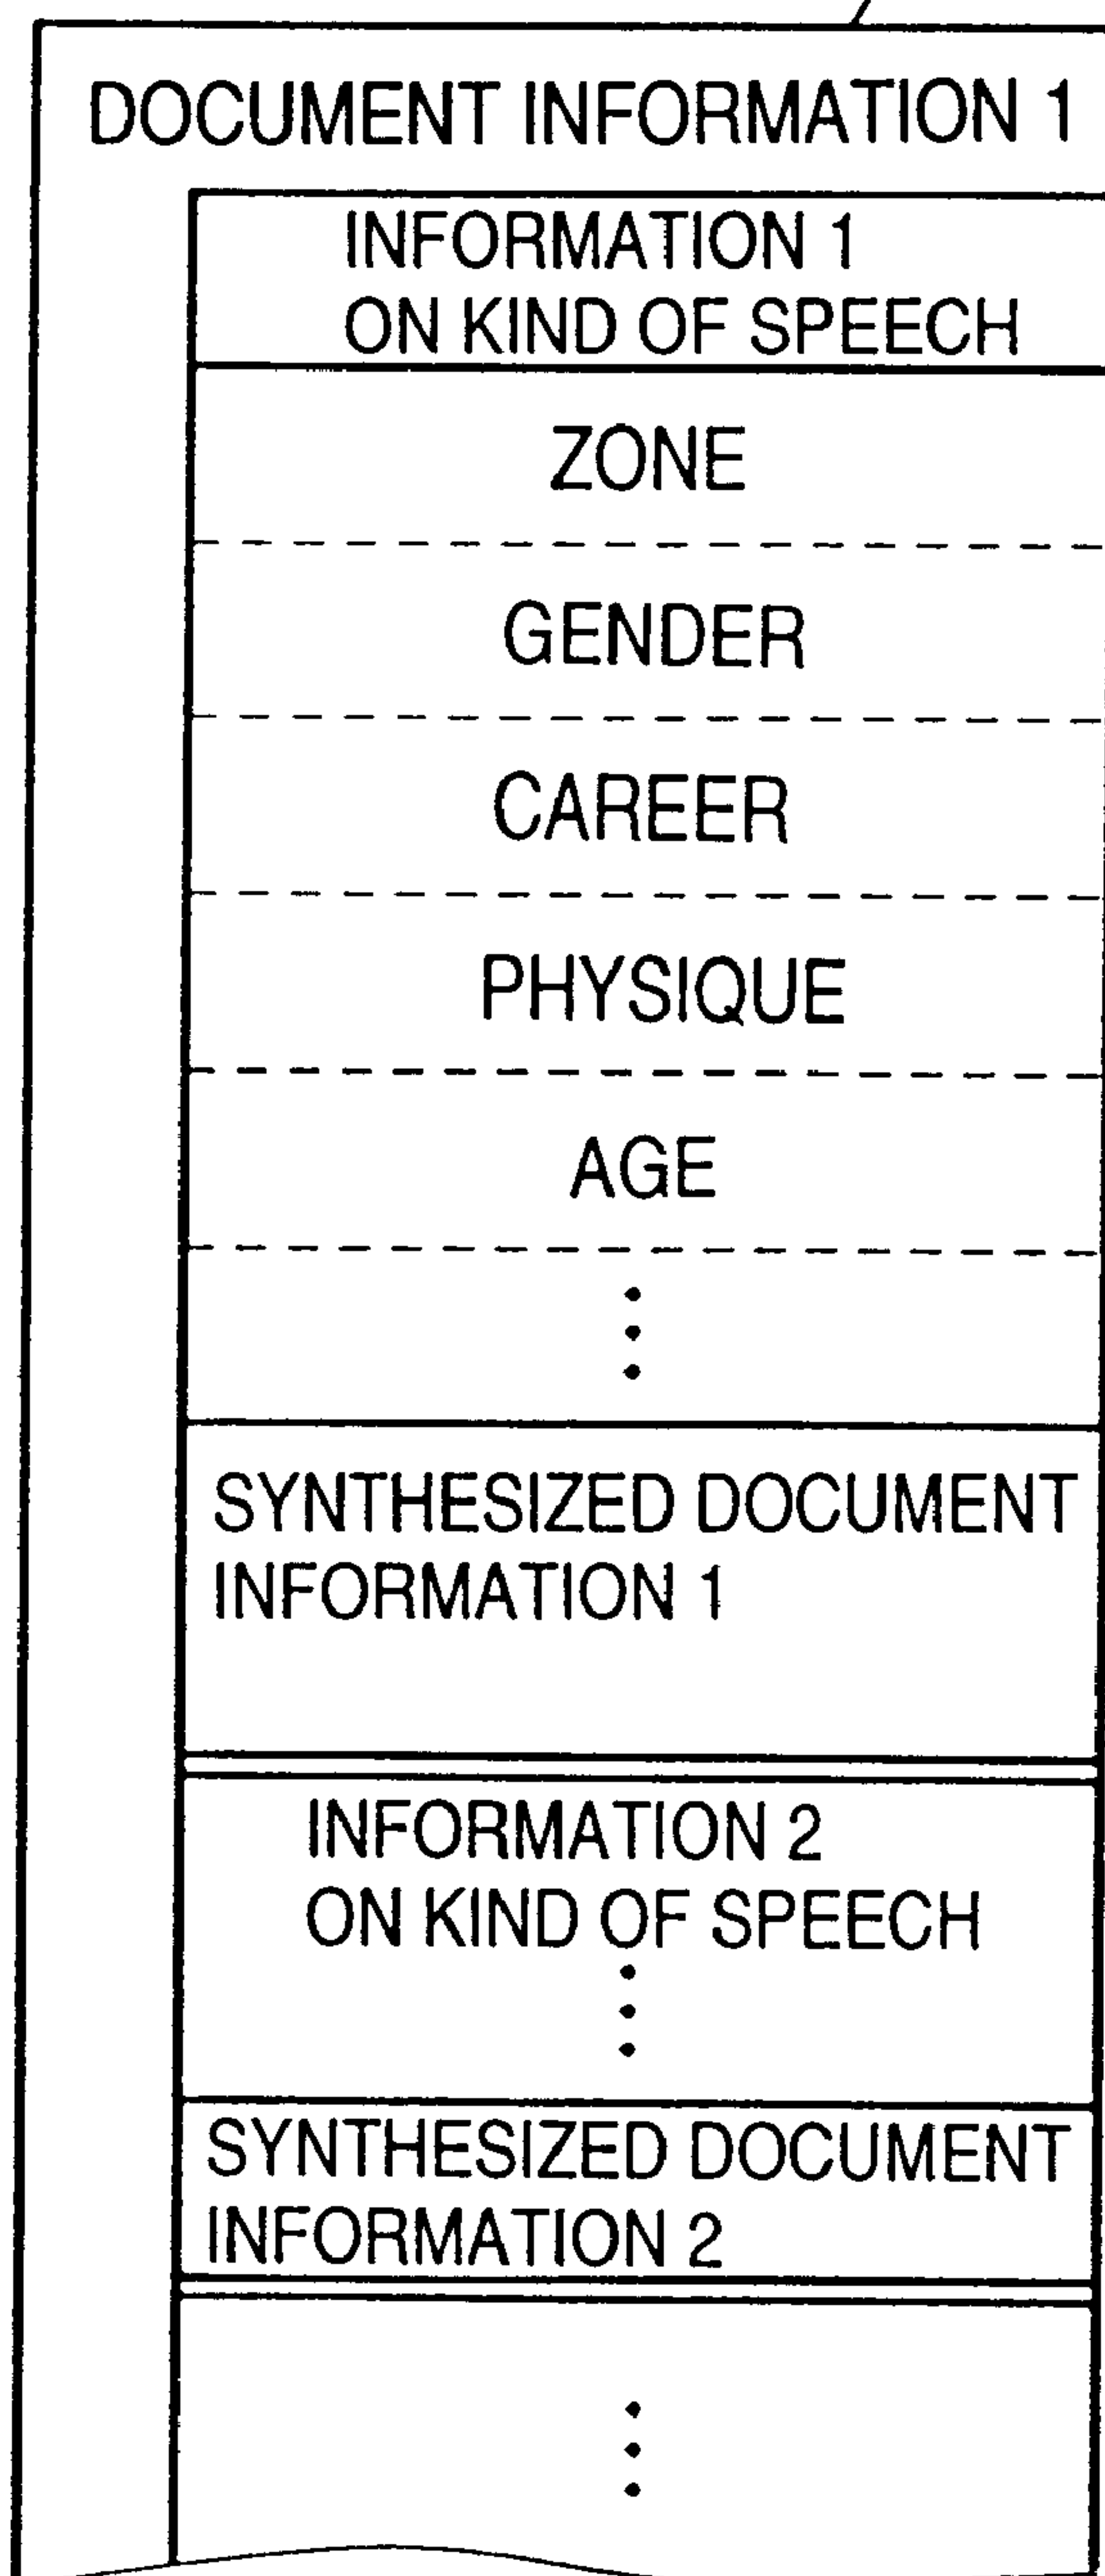 DOCUMENT INFORMATION 1
INFORMATION 1
ON KIND OF SPEECH
ZONE
GENDER
CAREER
PHYSIQUE
AGE
SYNTHESIZED DOCUMENT
INFORMATION 1
INFORMATION 2
ON KIND OF SPEECH
SYNTHESIZED DOCUMENT
INFORMATION 2